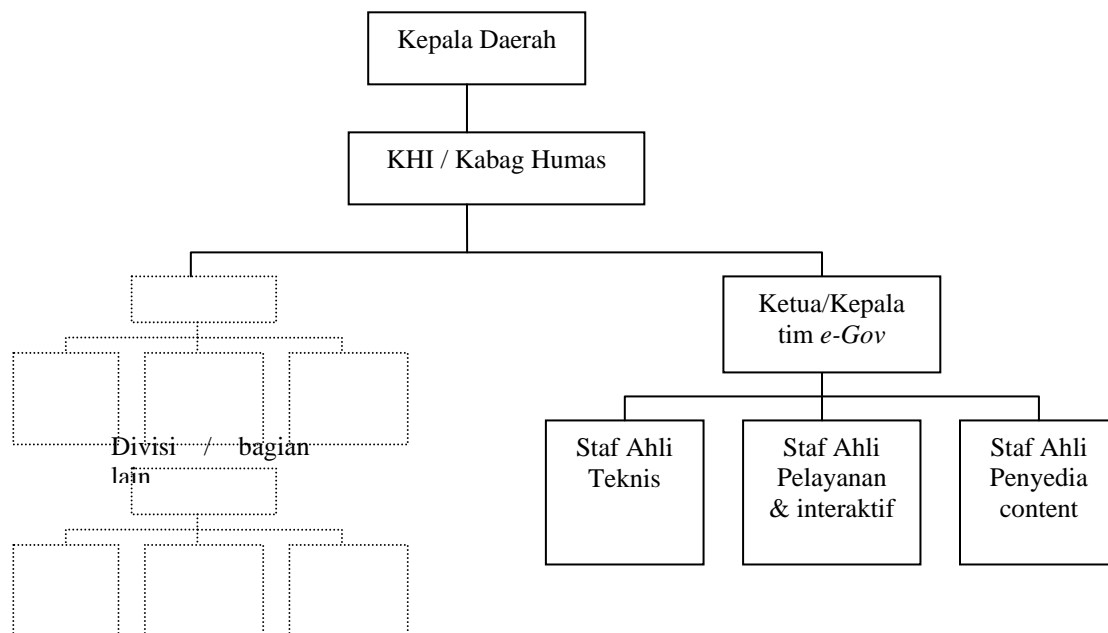 Kepala Daerah
KHI / Kabag Humas
Ketua/Kepala
tim e-Gov
Divisi / bagian
lain
Staf Ahli
Teknis
Staf Ahli
Pelayanan
& interaktif
Staf Ahli
Penyedia
content